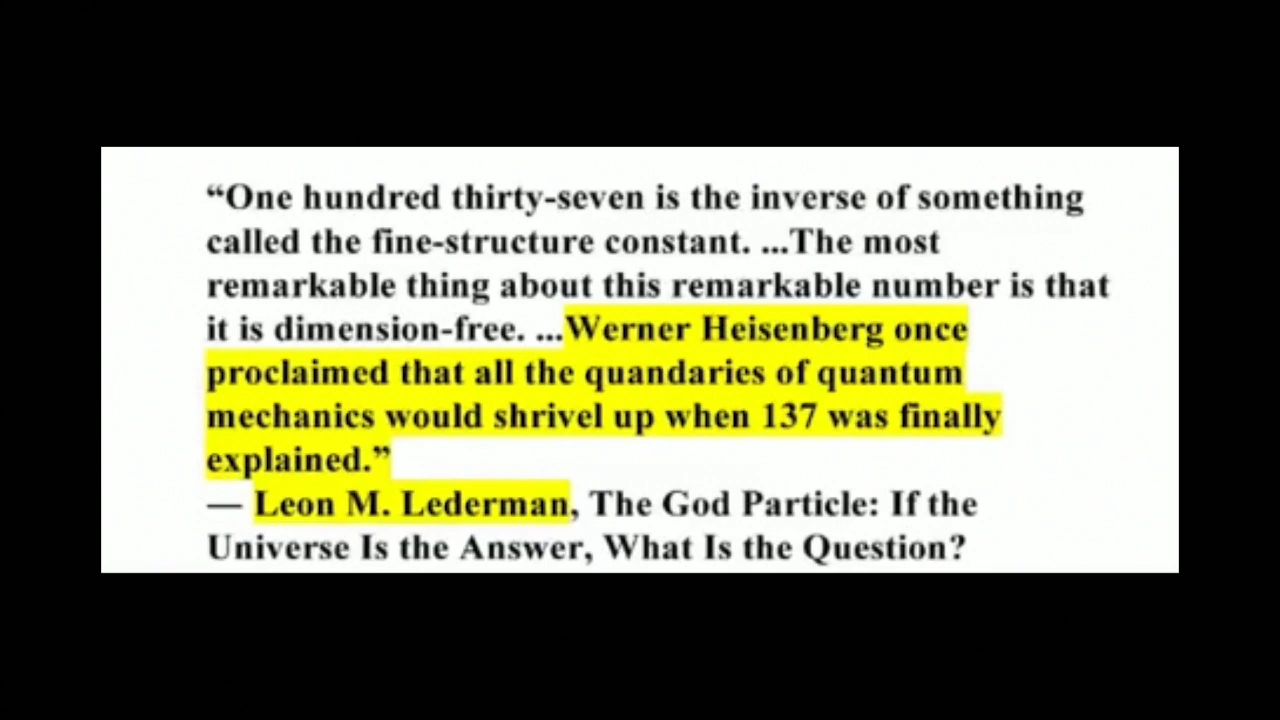 “One hundred thirty-seven is the inverse of something
called the fine-structure constant. ...The most
remarkable thing about this remarkable number is that
it is dimension-free. ...Werner Heisenberg once
proclaimed that all the quandaries of quantum
mechanics would shrivel up when 137 was finally
explained.”
— Leon M. Lederman, The God Particle: If the
Universe Is the Answer, What Is the Question?